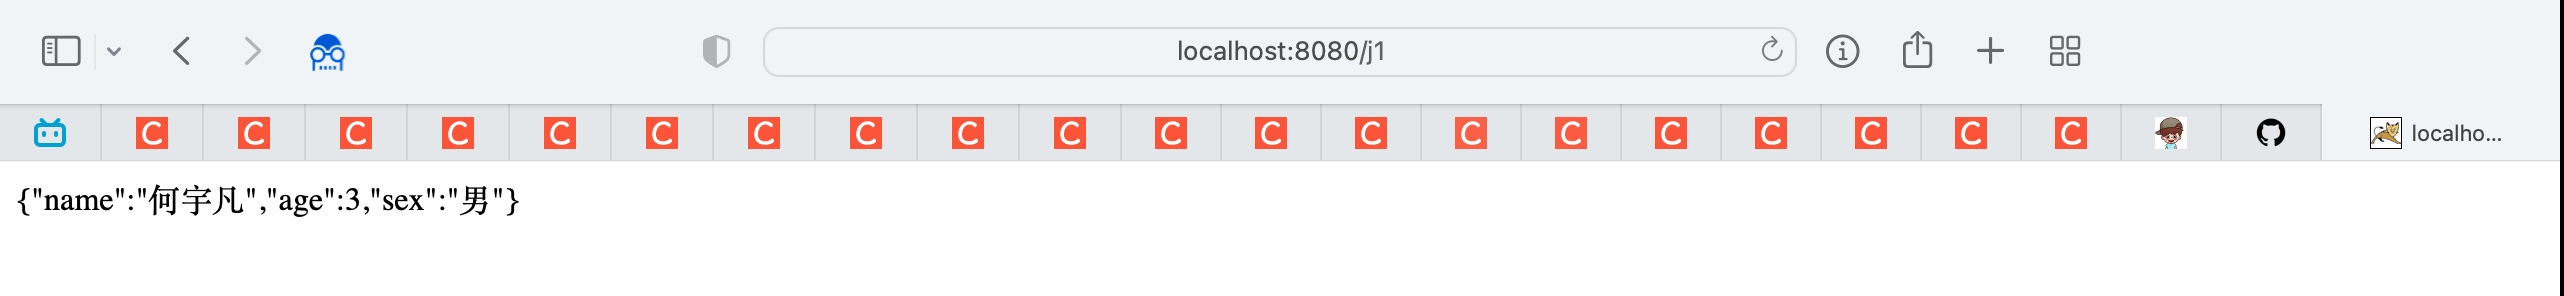 localhost:8080/j1
C C C C C C C C C C C C C C C C C C C C
localho...
{"name":"何宇凡","age":3,"sex":"男"}